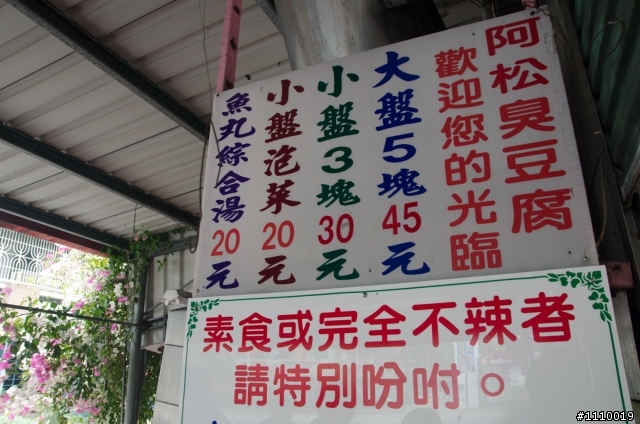 阿松臭豆腐
歡迎您的光臨
大盤5塊45元
小盤3塊30元
小盤泡菜20元
魚丸綜合湯20元
素食或完全不辣者
請特別吩咐。
#1110019